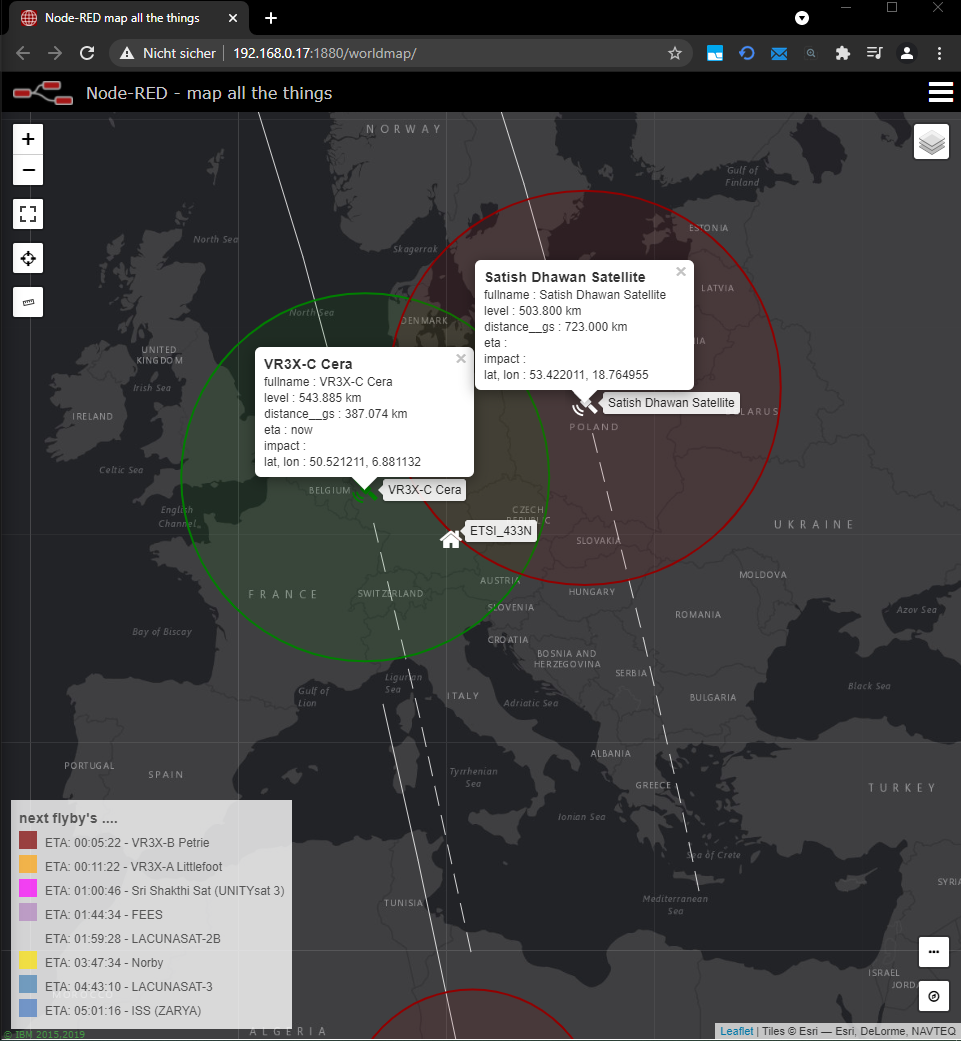 Node-RED map all the things
Nicht sicher
192.168.0.17:1880/worldmap/
Node-RED - map all the things
NORWAY
Gulf of
Finland
North Sea
ESTONIA
Skagerrak
LATVIA
Satish Dhawan Satellite
fullname : Satish Dhawan Satellite
level : 503.800 km
distance__gs : 723.000 km
eta :
impact :
lat, lon : 53.422011, 18.764955
North Sea
DENMARK
UNITED
KINGDOM
Irish Sea
IRELAND
VR3X-C Cera
fullname : VR3X-C Cera
level : 543.885 km
distance__gs : 387.074 km
eta : now
impact :
lat, lon : 50.521211, 6.881132
Satish Dhawan Satellite
POLAND
Celtic Sea
BELGIUM
VR3X-C Cera
English
Channel
CZECH
ETSI_433N
UKRAINE
SLOVAKIA
AUSTRIA
MOLDOVA
FRANCE
SWITZERLAND
HUNGARY
SLOVENIA
ROMANIA
Azov Sea
Bay of Biscay
CROATIA
BOSNIA AND
HERZEGOVINA
SERBIA
Ligurian
Sea
Gulf of
Lion
ITALY
Adriatic Sea
BULGARIA
Black Sea
ALBANIA
PORTUGAL
SPAIN
Tyrrhenian
Sea
GREECE
TURKEY
Ionian Sea
Sea of Crete
Mediterranean
Sea
TUNISIA
SYRI
ISRAEL
JORDA
next flyby's ....
ETA: 00:05:22 - VR3X-B Petrie
ETA: 00:11:22 - VR3X-A Littlefoot
ETA: 01:00:46 - Sri Shakthi Sat (UNITYsat 3)
ETA: 01:44:34 - FEES
ETA: 01:59:28 - LACUNASAT-2B
ETA: 03:47:34 - Norby
ETA: 04:43:10 - LACUNASAT-3
ETA: 05:01:16 - ISS (ZARYA)
ALGERIA
© IBM 2015,2019
Leaflet | Tiles © Esri — Esri, DeLorme, NAVTEQ